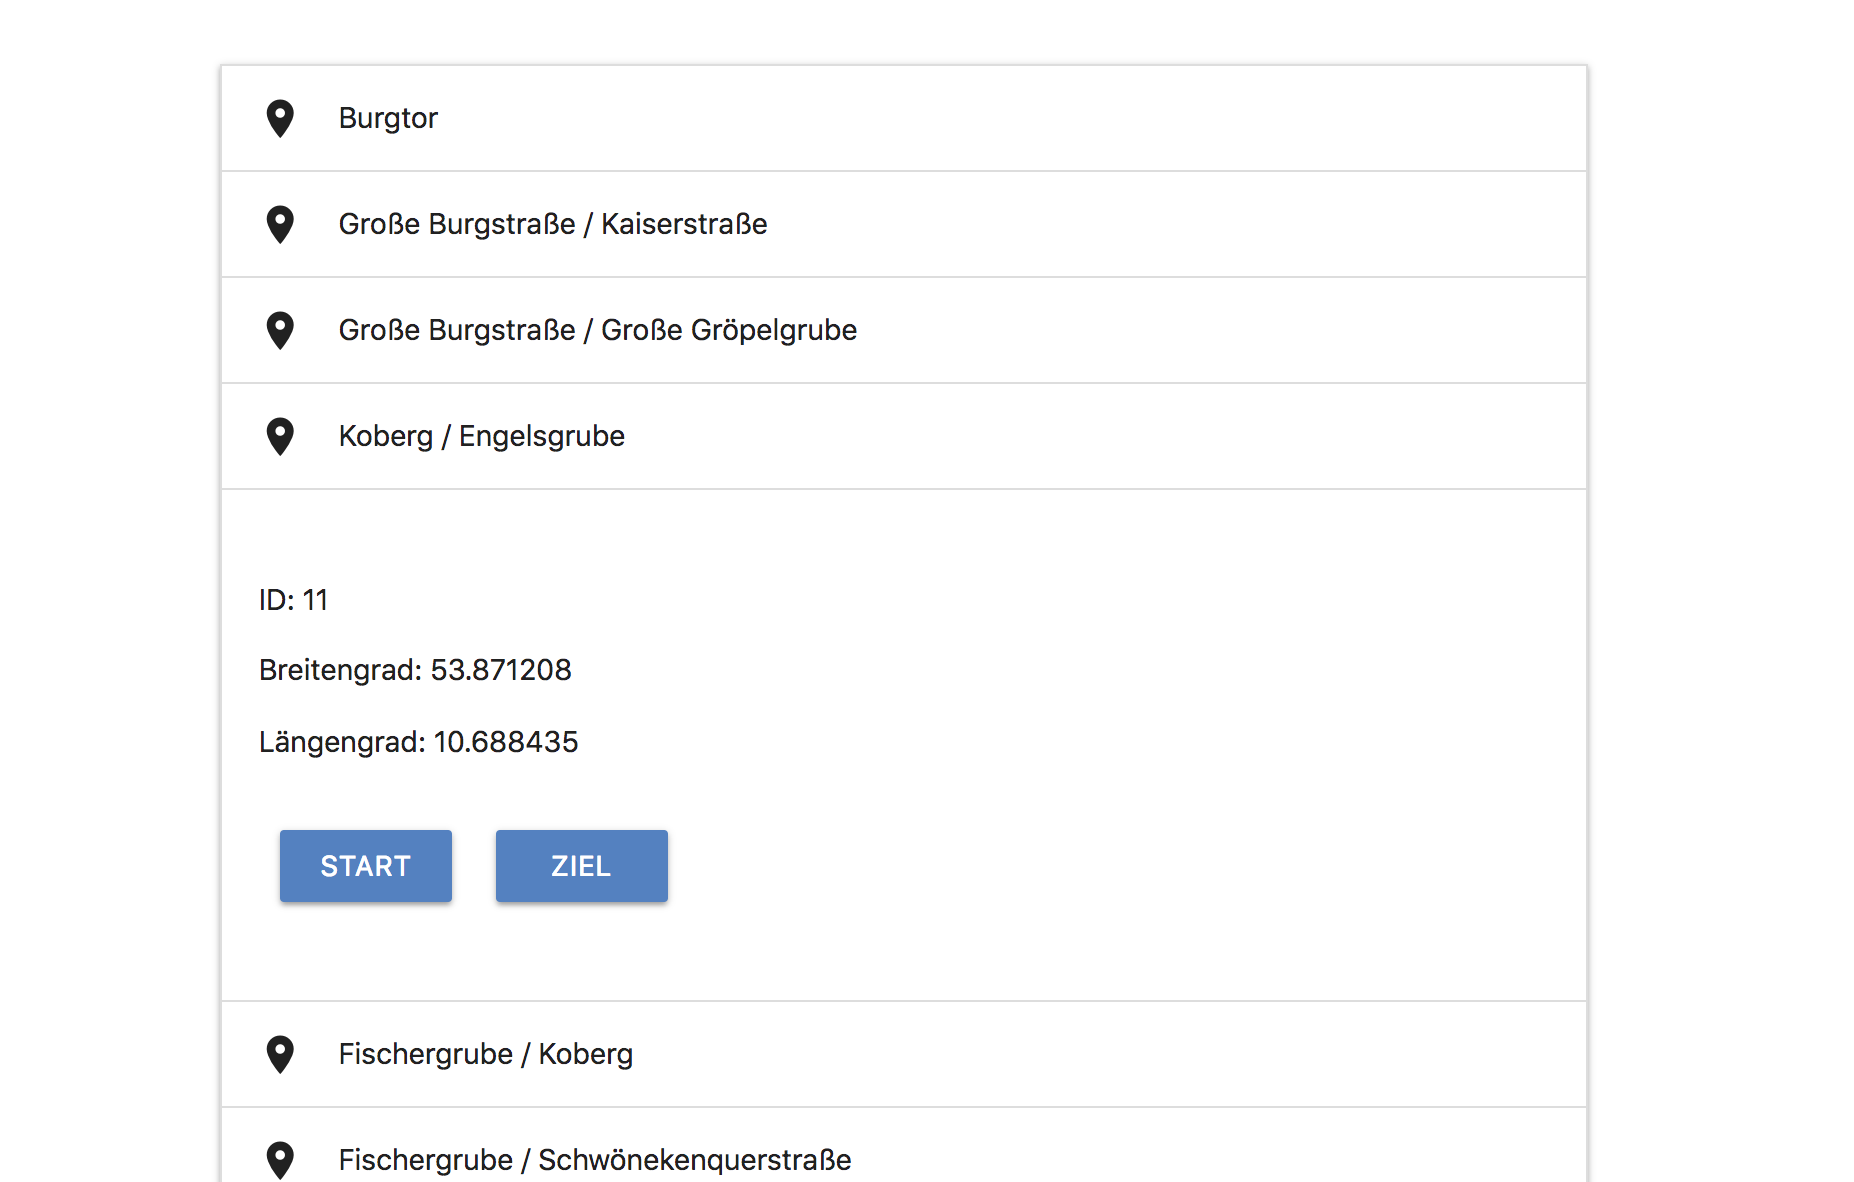 Burgtor
Große Burgstraße / Kaiserstraße
Große Burgstraße / Große Gröpelgrube
Koberg / Engelsgrube
ID: 11
Breitengrad: 53.871208
Längengrad: 10.688435
START ZIEL
Fischergrube / Koberg
Fischergrube / Schwönekenquerstraße